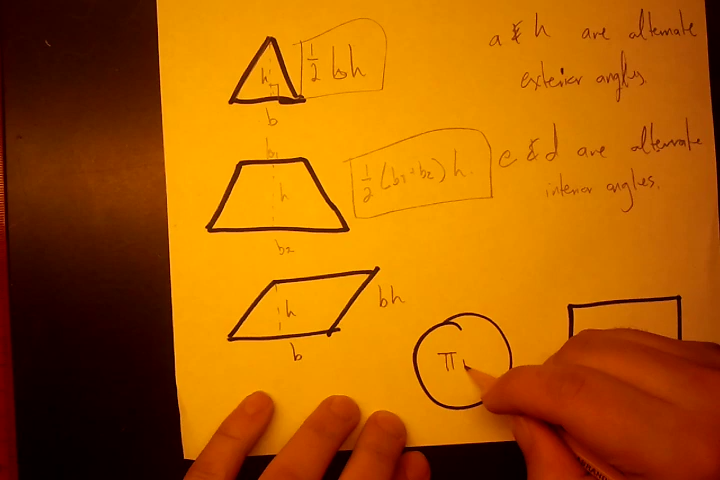 h
1/2 bh
b
a & h are alternate
exterior angles
b1
h
b2
1/2 (b1+b2) h.
e & d are alternate
interior angles.
h
b
bh
π